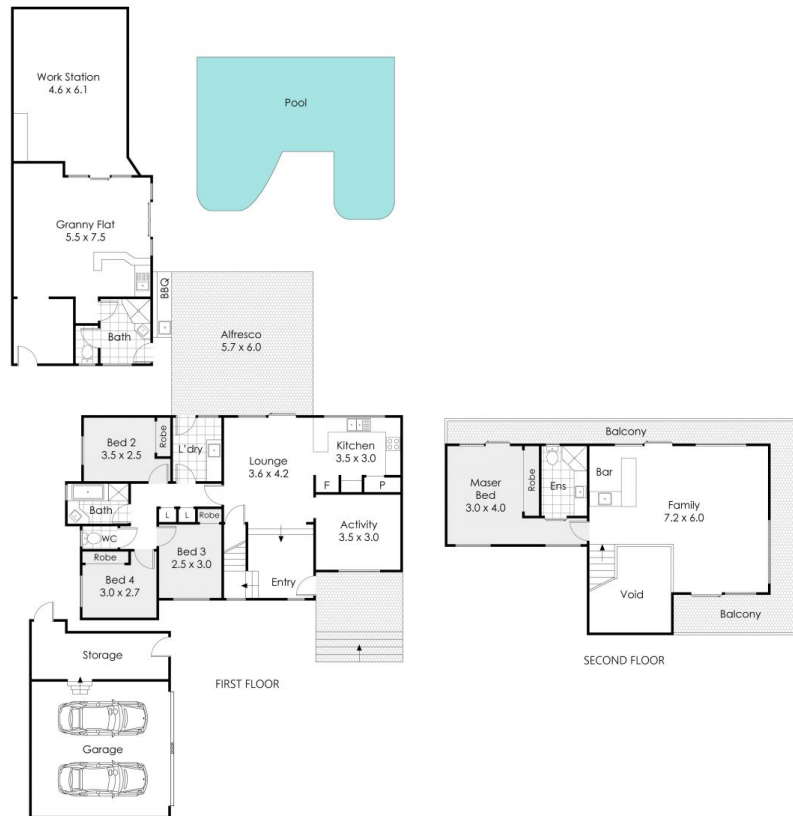 Work Station
4.6 x 6.1
Pool
Granny Flat
5.5 x 7.5
BBQ
Bath
Alfresco
5.7 x 6.0
Bed 2
3.5 x 2.5
Robe
L'dry
Lounge
3.6 x 4.2
Kitchen
3.5 x 3.0
F
P
Bath
L
L
Robe
WC
Robe
Bed 3
2.5 x 3.0
Bed 4
3.0 x 2.7
Activity
3.5 x 3.0
Entry
Storage
Garage
FIRST FLOOR
Balcony
Maser
Bed
3.0 x 4.0
Robe
Ens
Bar
Family
7.2 x 6.0
Void
Balcony
SECOND FLOOR